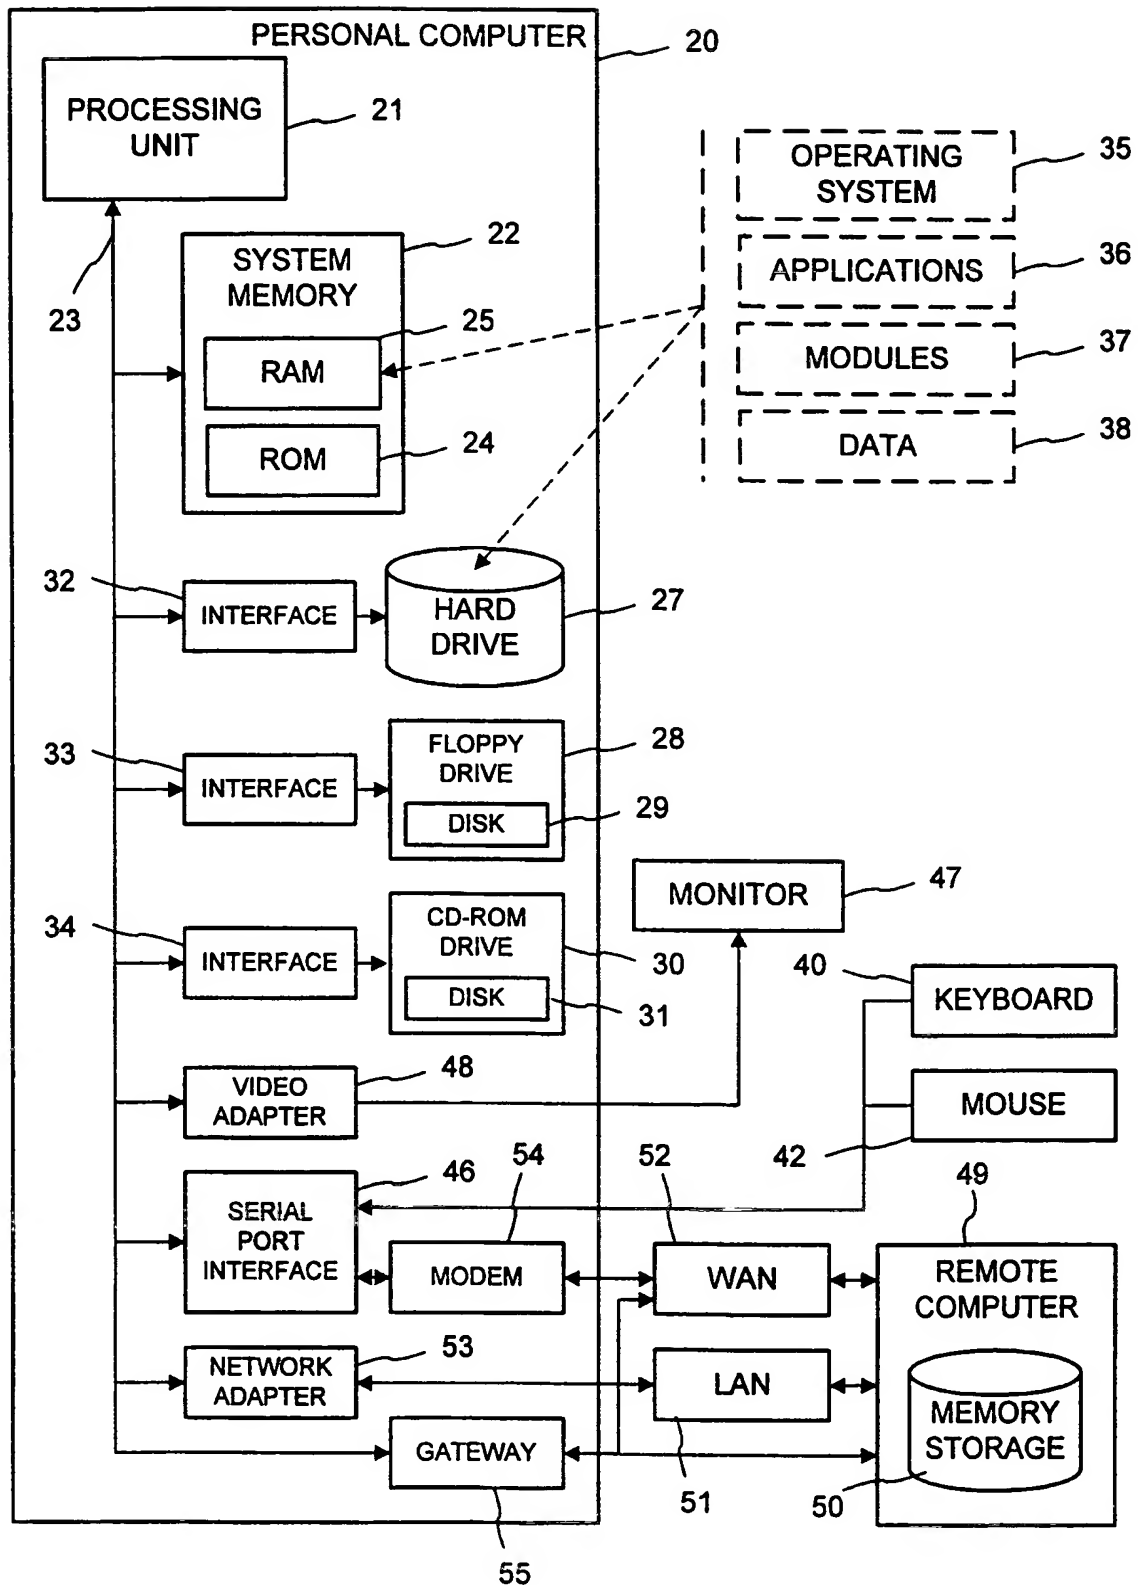 PERSONAL COMPUTER
20
PROCESSING
UNIT
21
23
SYSTEM
MEMORY
22
RAM
25
ROM
24
OPERATING
SYSTEM
35
APPLICATIONS
36
MODULES
37
DATA
38
32
INTERFACE
HARD
DRIVE
27
33
INTERFACE
FLOPPY
DRIVE
28
DISK
29
34
INTERFACE
CD-ROM
DRIVE
30
DISK
31
MONITOR
47
40
KEYBOARD
MOUSE
42
VIDEO
ADAPTER
48
SERIAL
PORT
INTERFACE
46
54
MODEM
52
WAN
49
REMOTE
COMPUTER
NETWORK
ADAPTER
53
LAN
51
MEMORY
STORAGE
50
GATEWAY
55